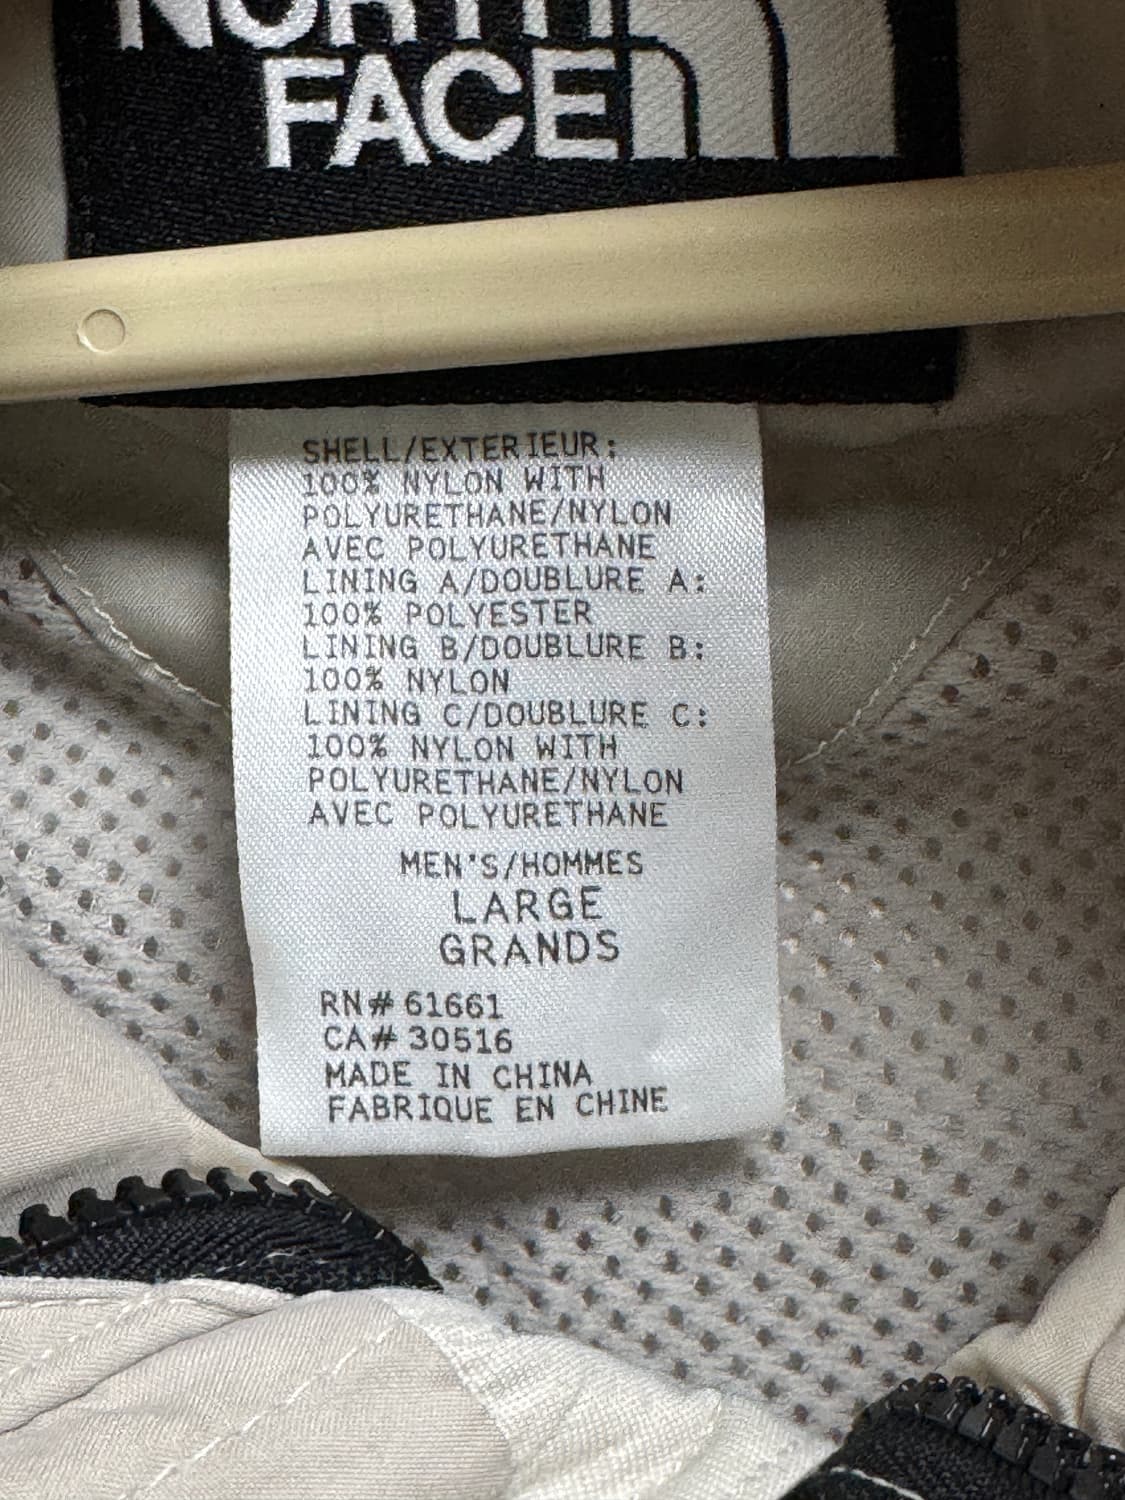 NORTH
FACE
SHELL/EXTERIEUR:
100% NYLON WITH
POLYURETHANE/NYLON
AVEC POLYURETHANE
LINING A/DOUBLURE A:
100% POLYESTER
LINING B/DOUBLURE B:
100% NYLON
LINING C/DOUBLURE C:
100% NYLON WITH
POLYURETHANE/NYLON
AVEC POLYURETHANE
MEN'S/HOMMES
LARGE
GRANDS
RN# 61661
CA# 30516
MADE IN CHINA
FABRIQUE EN CHINE